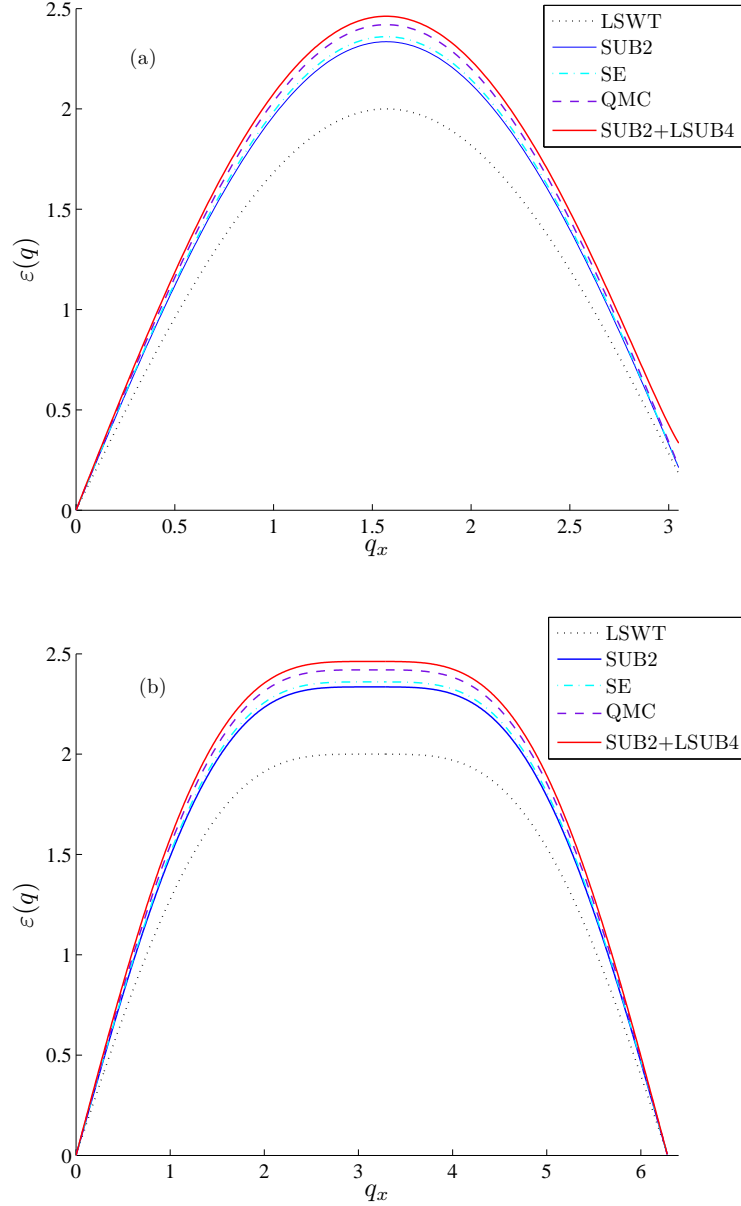 2.5
2
1.5
1
0.5
0
ε(q)
(a)
LSWT
SUB2
SE
QMC
SUB2+LSUB4
0 0.5 1 1.5 2 2.5 3
q_x
2.5
2
1.5
1
0.5
0
ε(q)
(b)
LSWT
SUB2
SE
QMC
SUB2+LSUB4
0 1 2 3 4 5 6
q_x